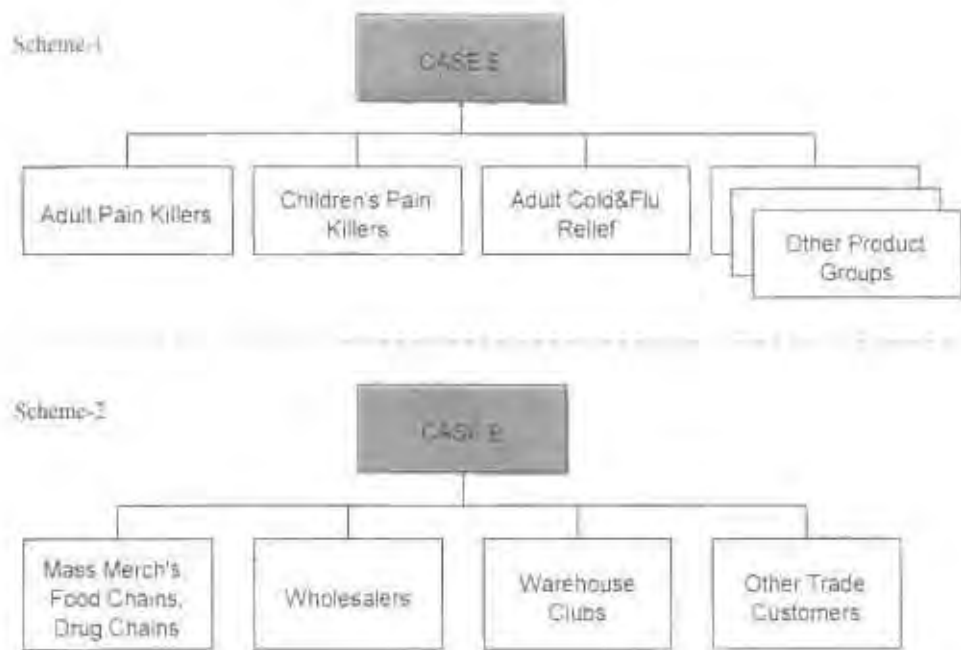 Scheme-1
CASE E
Adult Pain Killers
Children's Pain
Killers
Adult Cold&Flu
Relief
Other Product
Groups
Scheme-2
CASE
Mass Merch's,
Food Chains,
Drug Chains
Wholesalers
Warehouse
Clubs
Other Trade
Customers